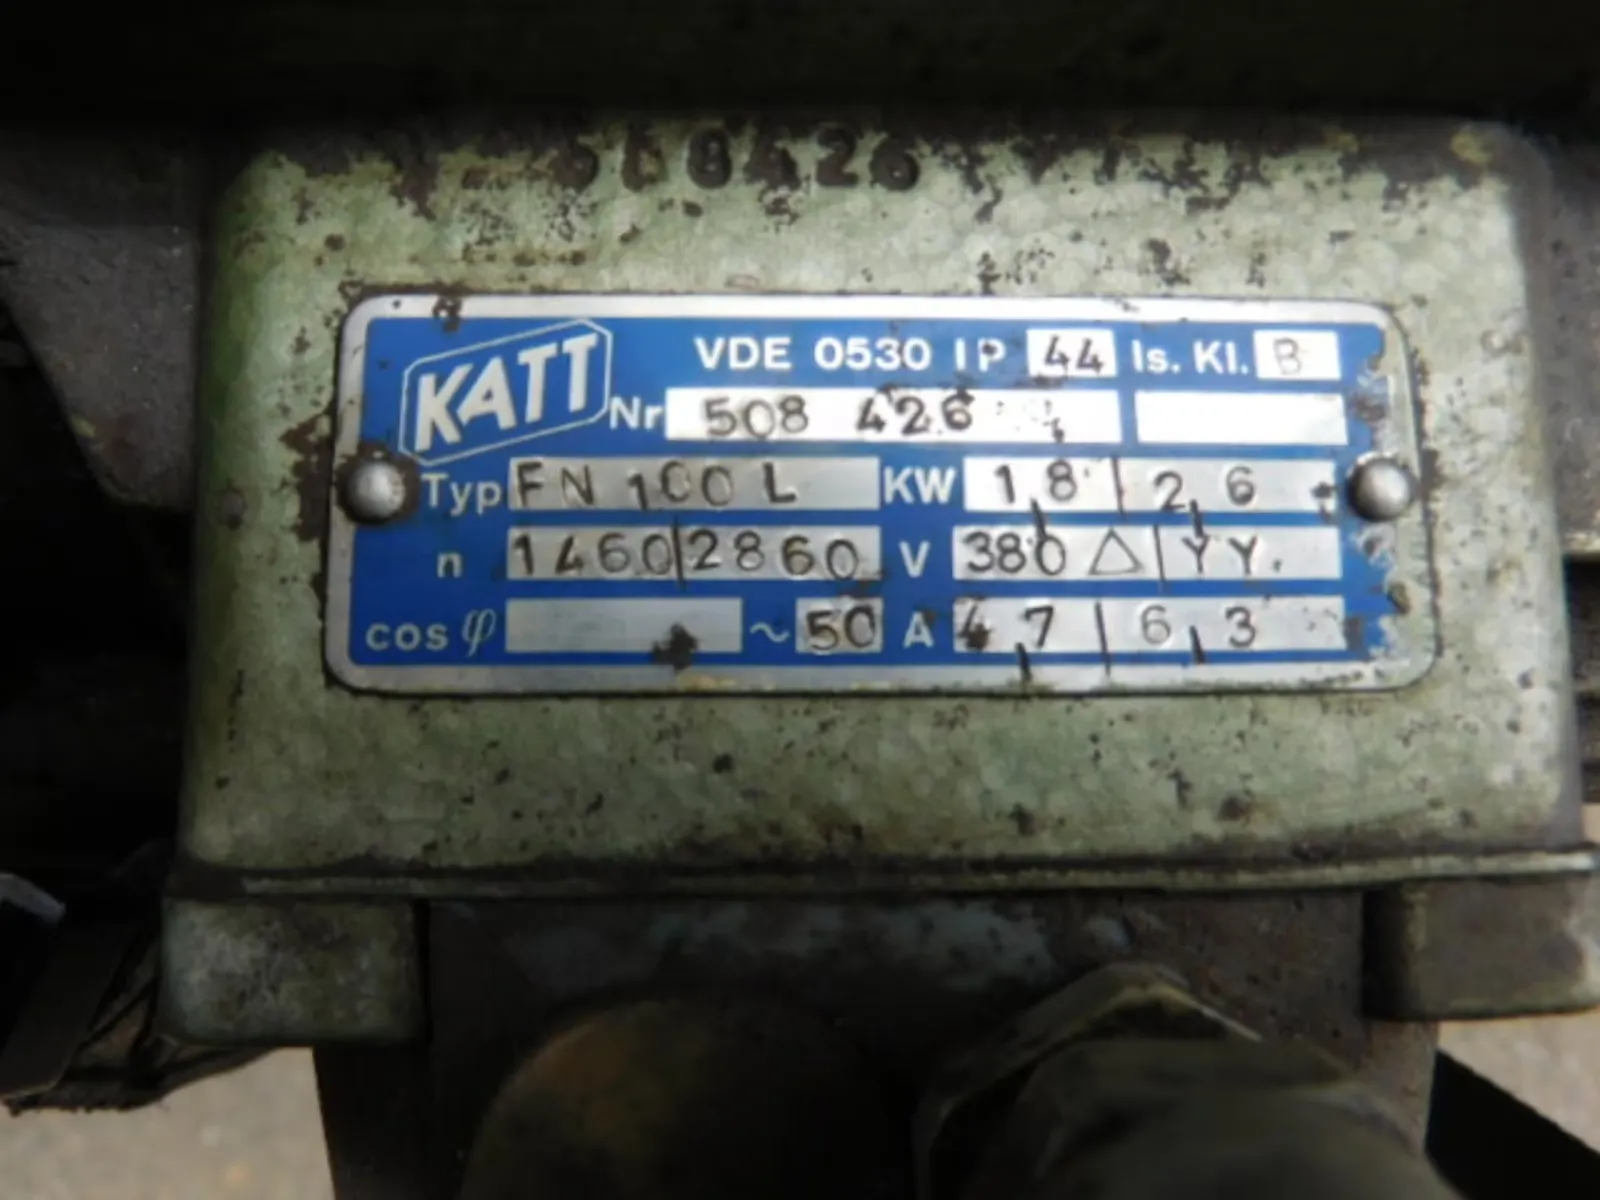 508426
KATT
VDE 0530 IP 44 Is. Kl. B
Nr 508 426
Typ FN 100 L KW 1,8 | 2,6
n 1460/2860 V 380 △ | YY.
cos φ ~ 50 A 4,7 | 6,3